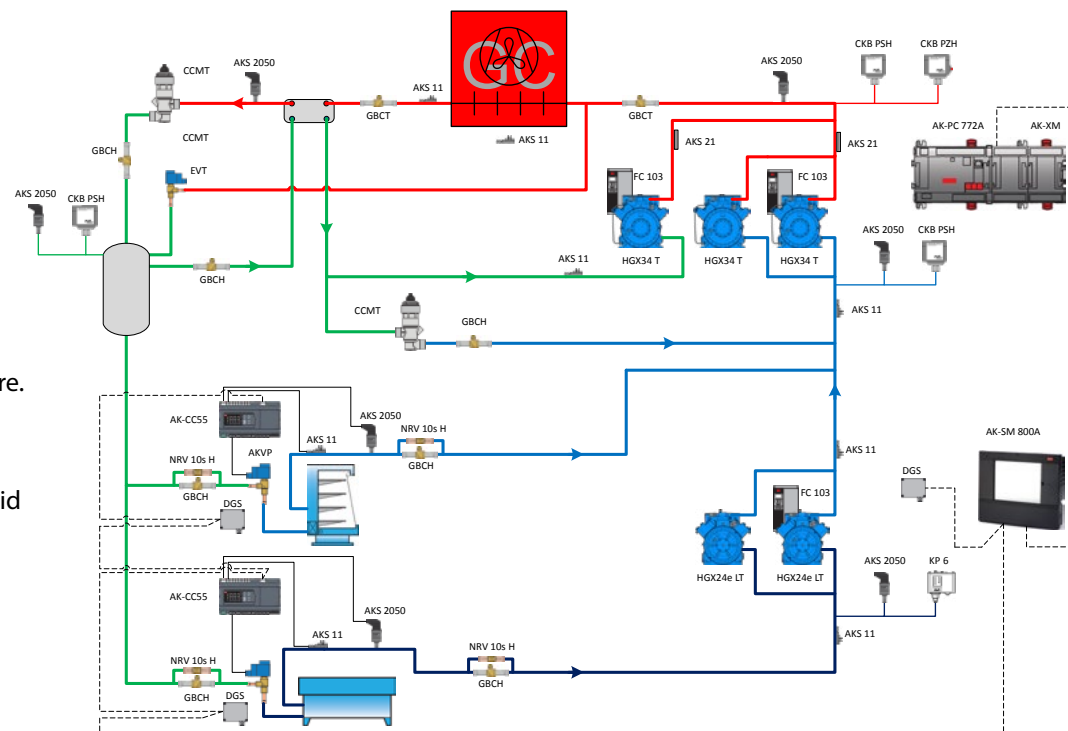 CCMT
AKS 2050
AKS 11
GBCT
GC
AKS 11
GBCT
AKS 2050
CKB PSH
CKB PZH
AK-PC 772A
AK-XM
CCMT
GBCH
EVT
AKS 21
AKS 21
FC 103
FC 103
AKS 2050
CKB PSH
HGX34 T
HGX34 T
HGX34 T
AKS 2050
CKB PSH
GBCH
AKS 11
CCMT
GBCH
AKS 11
re.
AK-CC55
AKS 2050
NRV 10s H
AKS 11
GBCH
AKS 11
AK-SM 800A
NRV 10s H
AKVP
GBCH
DGS
id
FC 103
DGS
HGX24e LT
HGX24e LT
AK-CC55
AKS 2050
AKS 11
AKS 2050
KP 6
AKS 11
NRV 10s H
GBCH
NRV 10s H
GBCH
DGS